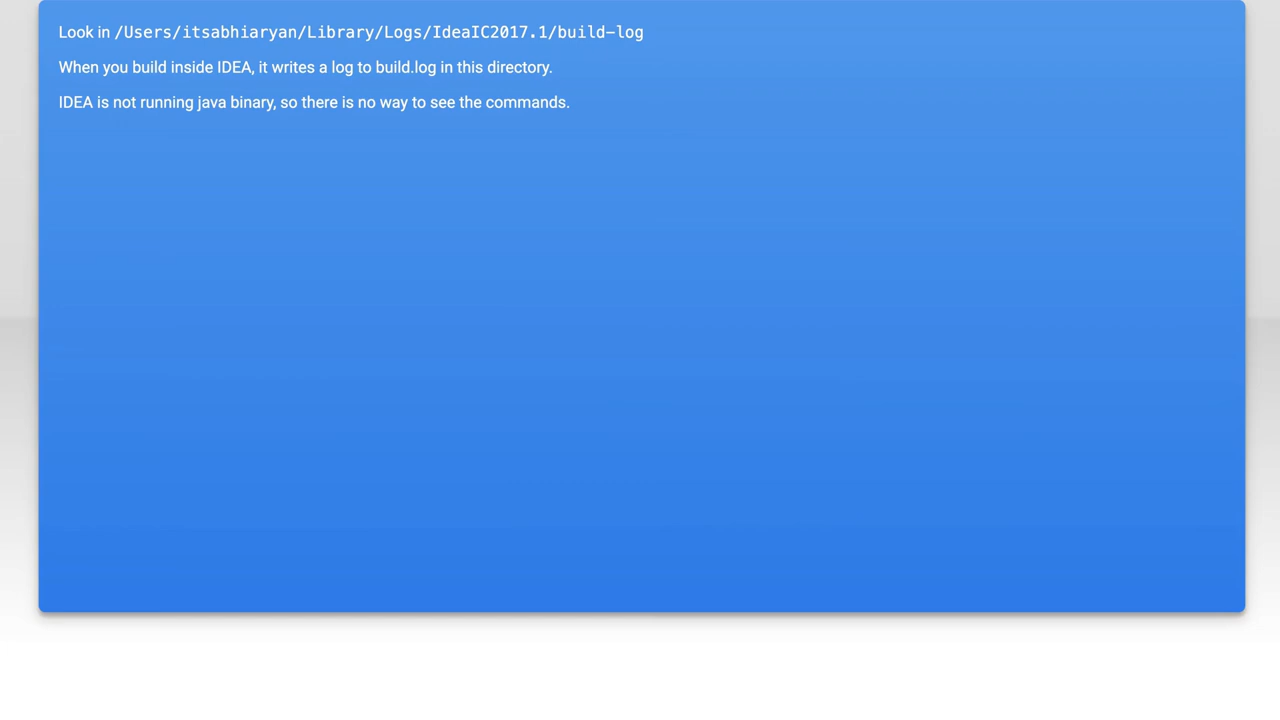 Look in /Users/itsabhiaryan/Library/Logs/IdeaIC2017.1/build-log
When you build inside IDEA, it writes a log to build.log in this directory.
IDEA is not running java binary, so there is no way to see the commands.